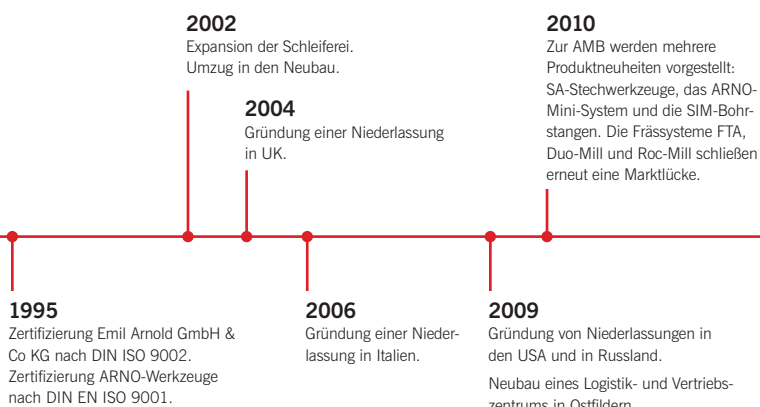 2002
Expansion der Schleiferei.
Umzug in den Neubau.
2004
Gründung einer Niederlassung
in UK.
2010
Zur AMB werden mehrere
Produktneuheiten vorgestellt:
SA-Stechwerkzeuge, das ARNO-
Mini-System und die SIM-Bohr-
stangen. Die Frässysteme FTA,
Duo-Mill und Roc-Mill schließen
erneut eine Marktlücke.
1995
Zertifizierung Emil Arnold GmbH &
Co KG nach DIN ISO 9002.
Zertifizierung ARNO-Werkzeuge
nach DIN EN ISO 9001.
2006
Gründung einer Nieder-
lassung in Italien.
2009
Gründung von Niederlassungen in
den USA und in Russland.
Neubau eines Logistik- und Vertriebs-
zentrums in Ostfildern